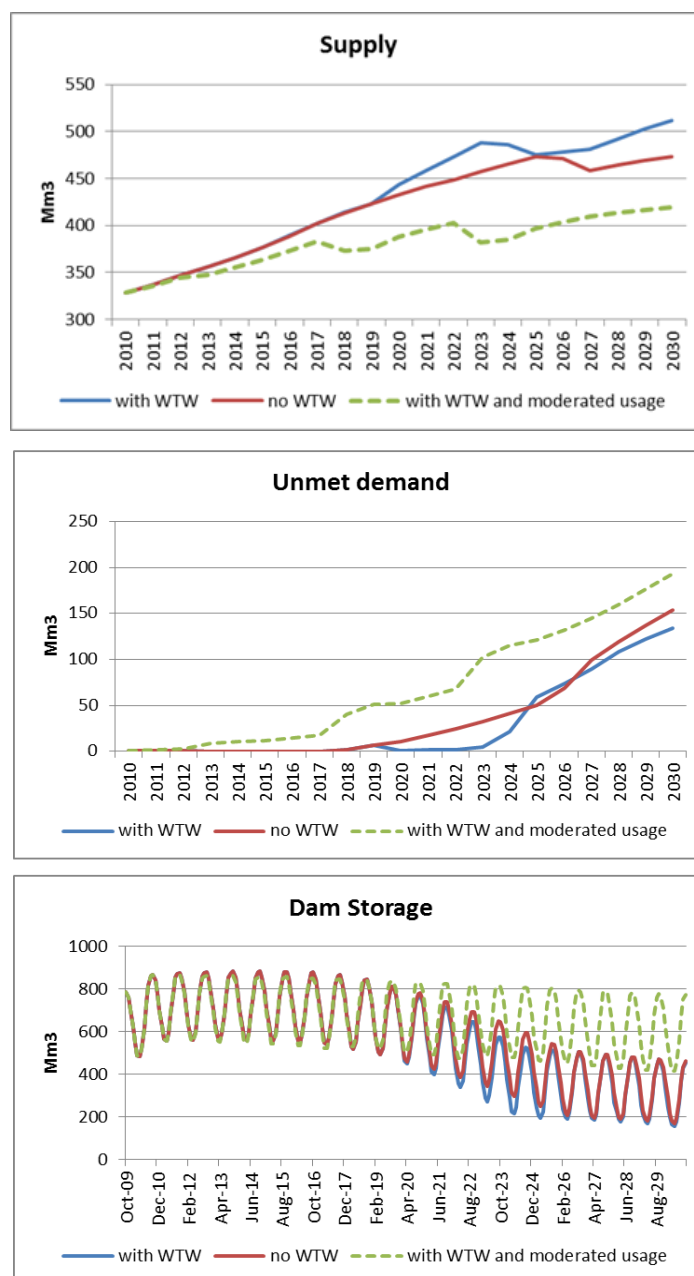 Supply
Mm3
550
500
450
400
350
300
2010 2011 2012 2013 2014 2015 2016 2017 2018 2019 2020 2021 2022 2023 2024 2025 2026 2027 2028 2029 2030
with WTW no WTW with WTW and moderated usage
Unmet demand
Mm3
250
200
150
100
50
0
2010 2011 2012 2013 2014 2015 2016 2017 2018 2019 2020 2021 2022 2023 2024 2025 2026 2027 2028 2029 2030
with WTW no WTW with WTW and moderated usage
Dam Storage
Mm3
1000
800
600
400
200
0
Oct-09 Dec-10 Feb-12 Apr-13 Jun-14 Aug-15 Oct-16 Dec-17 Feb-19 Apr-20 Jun-21 Aug-22 Oct-23 Dec-24 Feb-26 Apr-27 Jun-28 Aug-29
with WTW no WTW with WTW and moderated usage